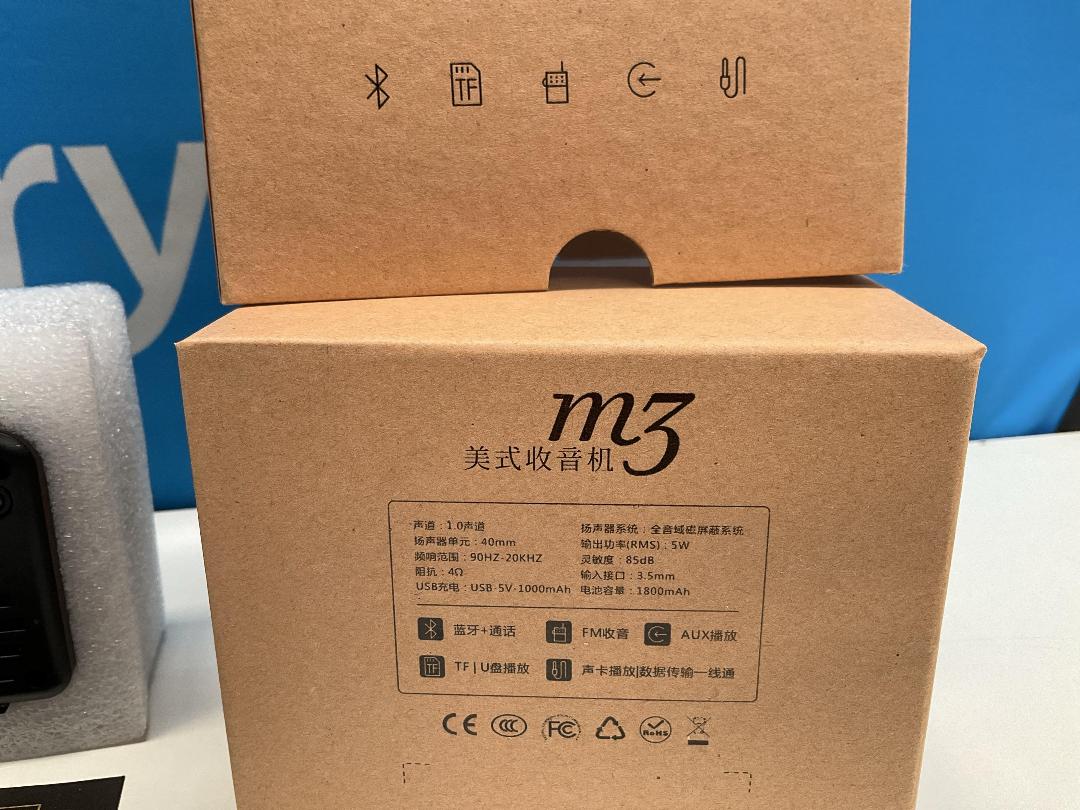 TF
ry
m3
美式收音机
声道：1.0声道
扬声器单元：40mm
频响范围：90HZ-20KHZ
阻抗：4Ω
USB充电：USB-5V-1000mAh
扬声器系统：全音域磁屏蔽系统
输出功率(RMS)：5W
灵敏度：85dB
输入接口：3.5mm
电池容量：1800mAh
蓝牙+通话
FM收音
AUX播放
TF TF | U盘播放
声卡播放|数据传输一线通
CE CCC FC RoHS